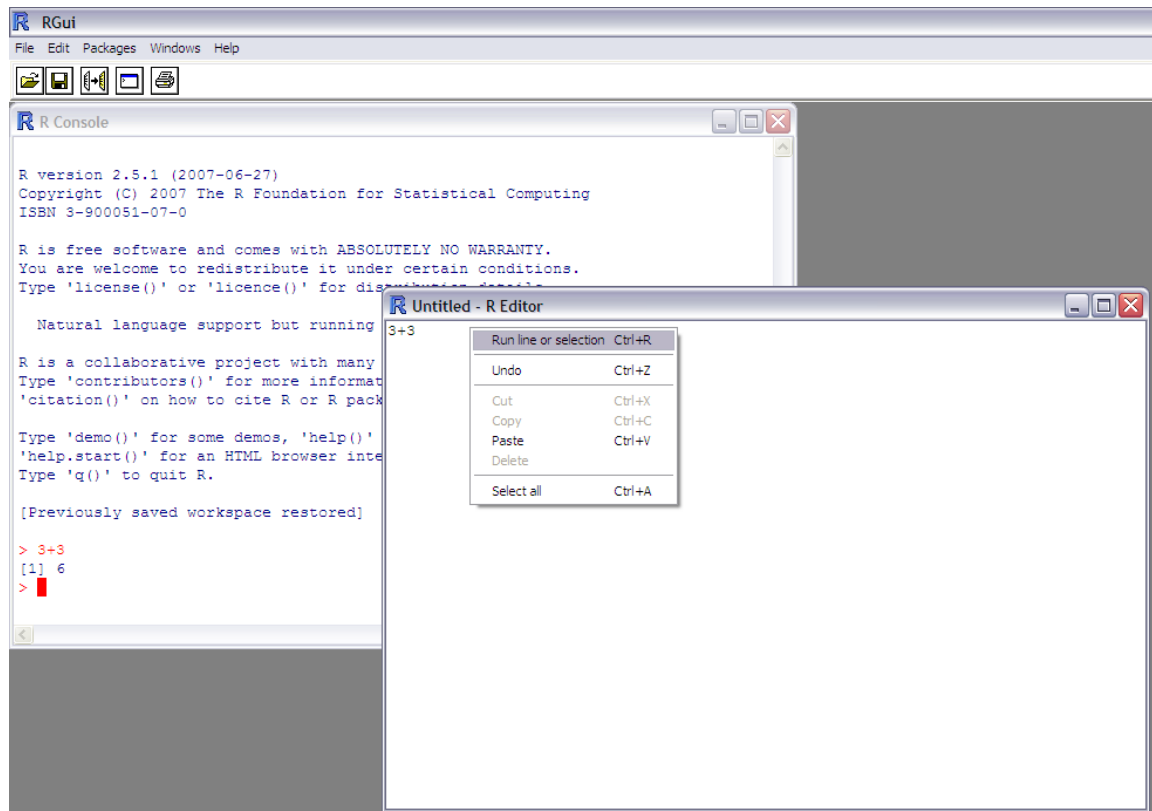 RGui
File Edit Packages Windows Help
R Console
R version 2.5.1 (2007-06-27)
Copyright (C) 2007 The R Foundation for Statistical Computing
ISBN 3-900051-07-0
R is free software and comes with ABSOLUTELY NO WARRANTY.
You are welcome to redistribute it under certain conditions.
Type 'license()' or 'licence()' for distribution details.
Natural language support but running
R is a collaborative project with many
Type 'contributors()' for more informat
'citation()' on how to cite R or R pack
Type 'demo()' for some demos, 'help()'
'help.start()' for an HTML browser inte
Type 'q()' to quit R.
[Previously saved workspace restored]
> 3+3
[1] 6
>
Untitled - R Editor
3+3
Run line or selection Ctrl+R
Undo Ctrl+Z
Cut Ctrl+X
Copy Ctrl+C
Paste Ctrl+V
Delete
Select all Ctrl+A